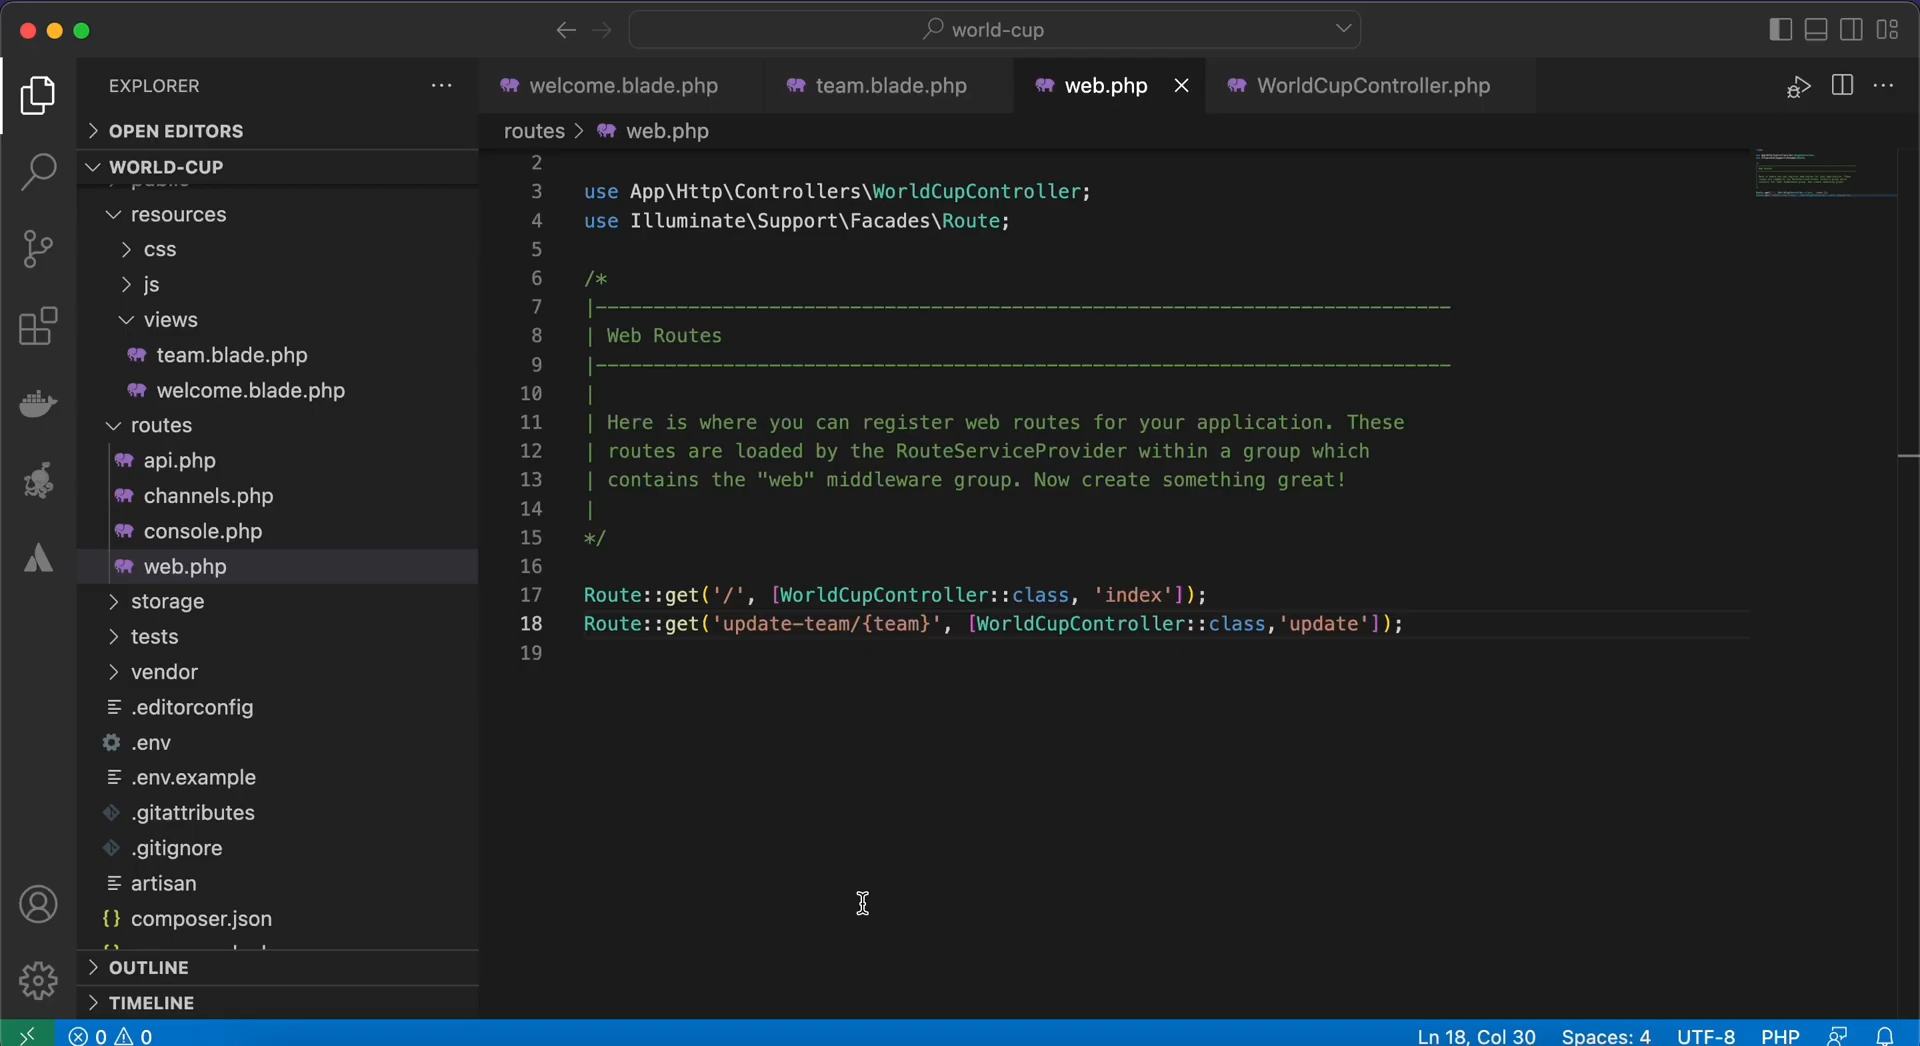 world-cup
EXPLORER
welcome.blade.php
team.blade.php
web.php
WorldCupController.php
OPEN EDITORS
routes > web.php
WORLD-CUP
public
resources
css
js
views
team.blade.php
welcome.blade.php
routes
api.php
channels.php
console.php
web.php
storage
tests
vendor
.editorconfig
.env
.env.example
.gitattributes
.gitignore
artisan
{} composer.json
OUTLINE
TIMELINE
2
3 use App\Http\Controllers\WorldCupController;
4 use Illuminate\Support\Facades\Route;
5
6 /*
7 |--------------------------------------------------------------------------
8 | Web Routes
9 |--------------------------------------------------------------------------
10 |
11 | Here is where you can register web routes for your application. These
12 | routes are loaded by the RouteServiceProvider within a group which
13 | contains the "web" middleware group. Now create something great!
14 |
15 */
16
17 Route::get('/', [WorldCupController::class, 'index']);
18 Route::get('update-team/{team}', [WorldCupController::class,'update']);
19
0 0
Ln 18, Col 30
Spaces: 4
UTF-8
PHP